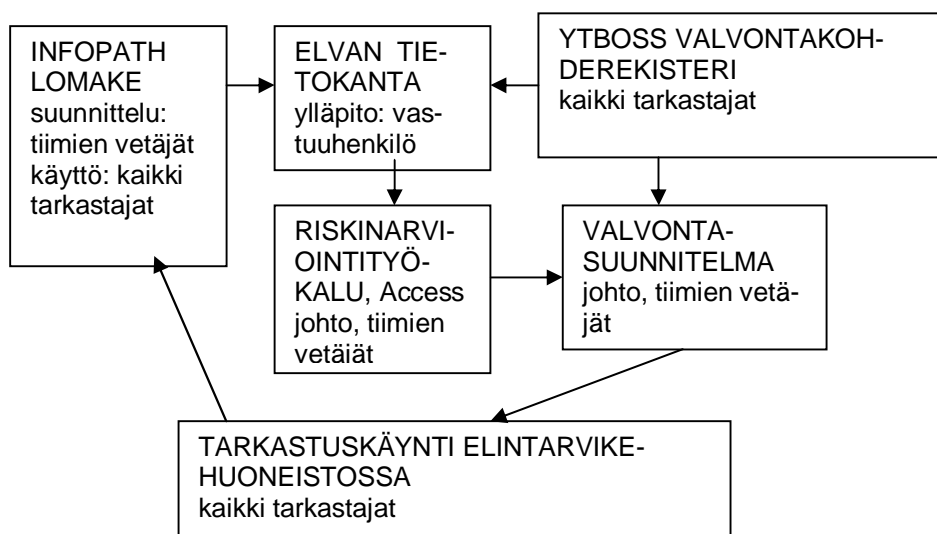 INFOPATH
LOMAKE
suunnittelu:
tiimien vetäjät
käyttö: kaikki
tarkastajat
ELVAN TIE-
TOKANTA
ylläpito: vas-
tuuhenkilö
YTBOSS VALVONTAKOH-
DEREKISTERI
kaikki tarkastajat
RISKINARVI-
OINTITYÖ-
KALU, Access
johto, tiimien
vetäjät
VALVONTA-
SUUNNITELMA
johto, tiimien vetä-
jät
TARKASTUSKÄYNTI ELINTARVIKE-
HUONEISTOSSA
kaikki tarkastajat